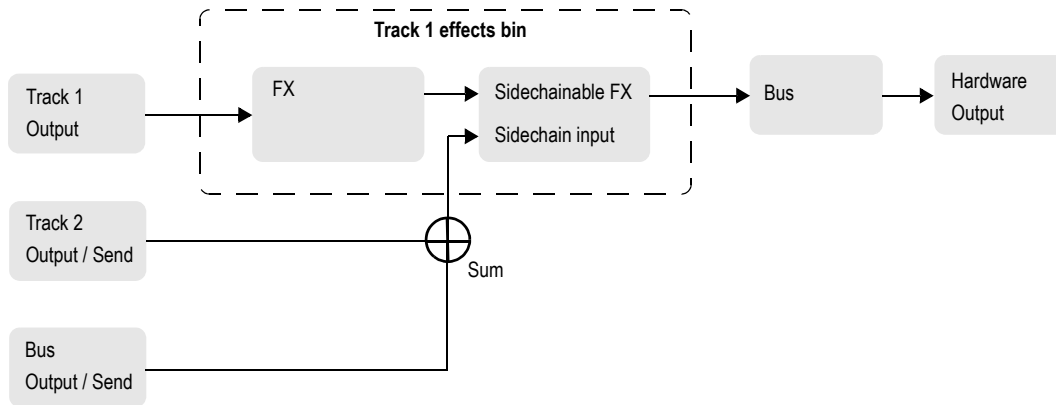 Track 1 effects bin
Track 1
Output
FX
Sidechainable FX
Sidechain input
Bus
Hardware
Output
Track 2
Output / Send
Sum
Bus
Output / Send